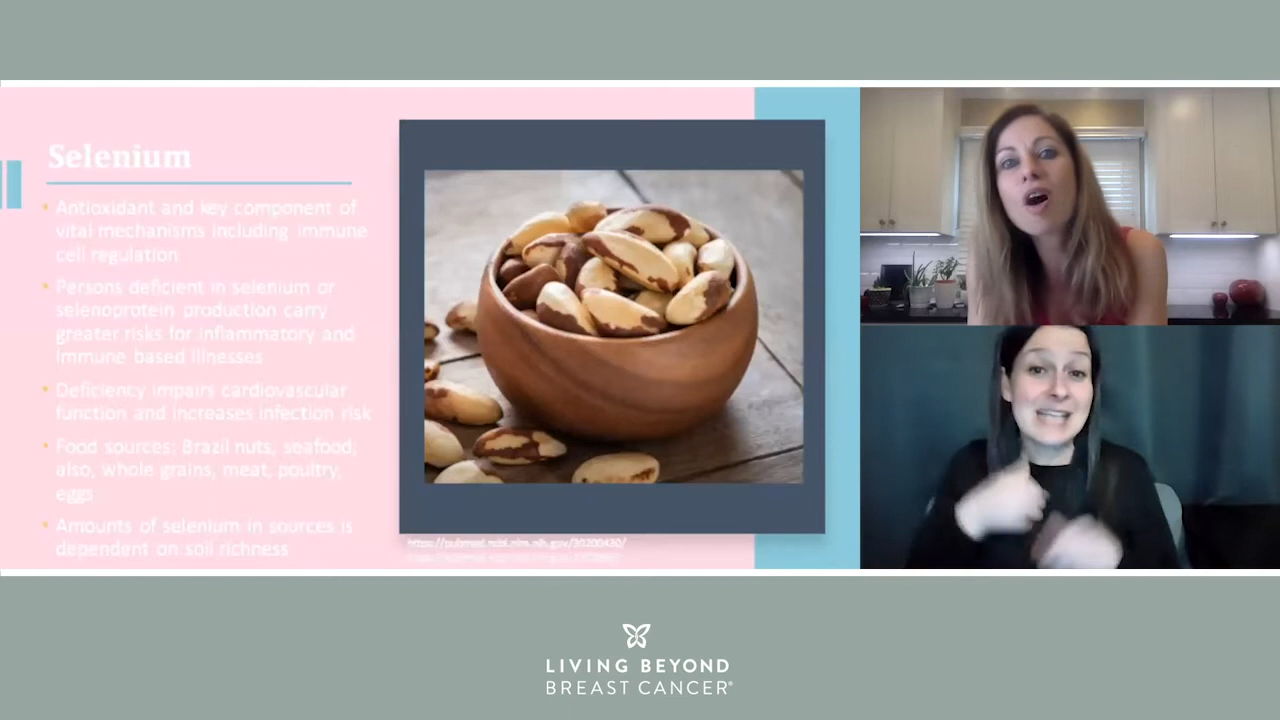 Selenium
Antioxidant and key component of
vital mechanisms including immune
cell regulation
Persons deficient in selenium or
selenoprotein production carry
greater risks for inflammatory and
immune based illnesses
Deficiency impairs cardiovascular
function and increases infection risk
Food sources: Brazil nuts, seafood;
also, whole grains, meat, poultry,
eggs
Amounts of selenium in sources is
dependent on soil richness
LIVING BEYOND
BREAST CANCER®